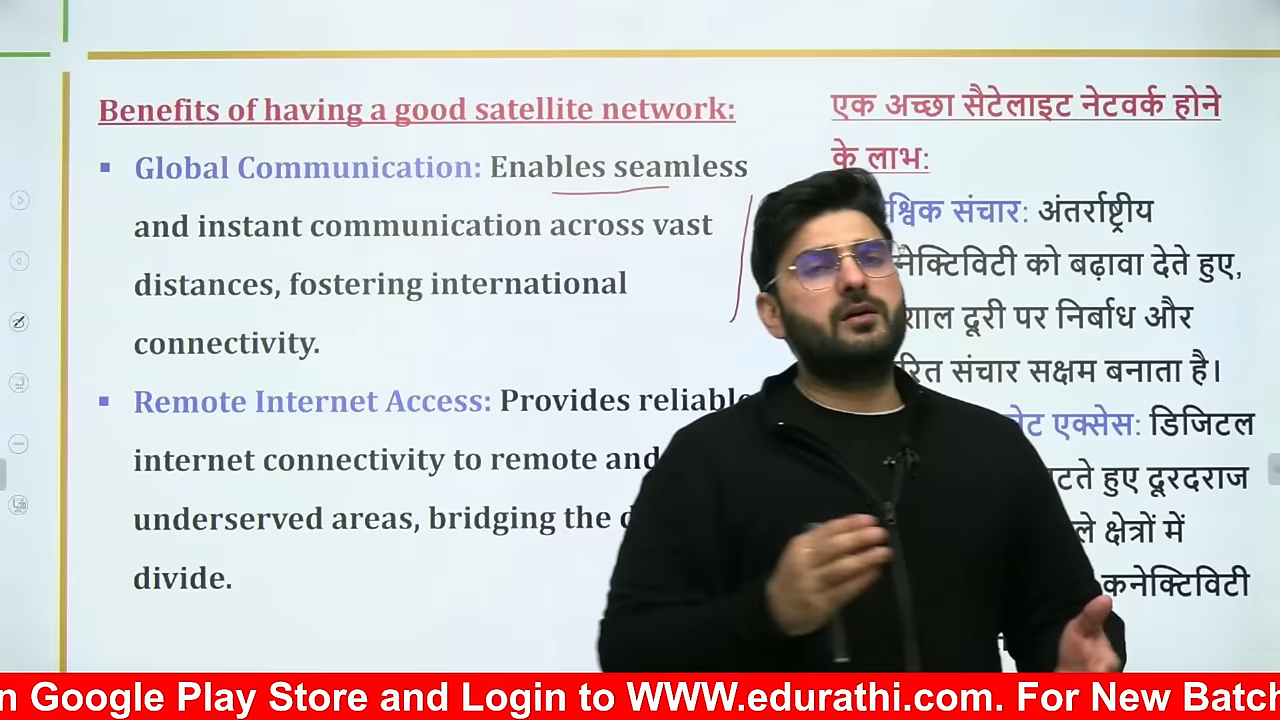 Benefits of having a good satellite network:
Global Communication: Enables seamless
and instant communication across vast
distances, fostering international
connectivity.
Remote Internet Access: Provides
internet connectivity to remote and
underserved areas, bridging the
divide.
एक अच्छा सैटेलाइट नेटवर्क होने
के लाभ:
संचार: अंतर्राष्ट्रीय
को बढ़ावा देते हुए,
दूरी पर निर्बाध और
संचार सक्षम बनाता है।
एक्सेस: डिजिटल
हुए दूरदराज
क्षेत्रों में
कनेक्टिविटी
Google Play Store and Login to WWW.edurathi.com. For New